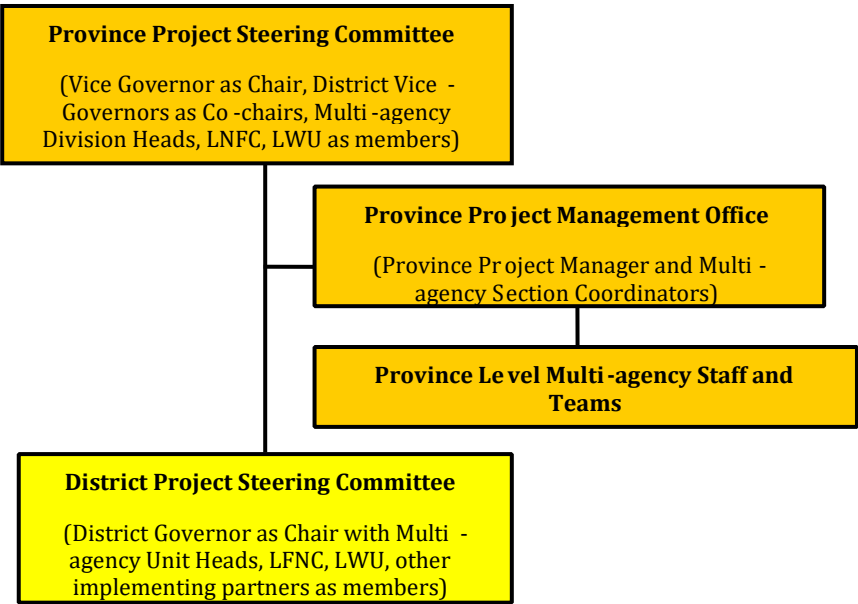 Province Project Steering Committee
(Vice Governor as Chair, District Vice -
Governors as Co -chairs, Multi -agency
Division Heads, LNFC, LWU as members)
Province Pro ject Management Office
(Province Pr oject Manager and Multi -
agency Section Coordinators)
Province Le vel Multi -agency Staff and
Teams
District Project Steering Committee
(District Governor as Chair with Multi -
agency Unit Heads, LFNC, LWU, other
implementing partners as members)